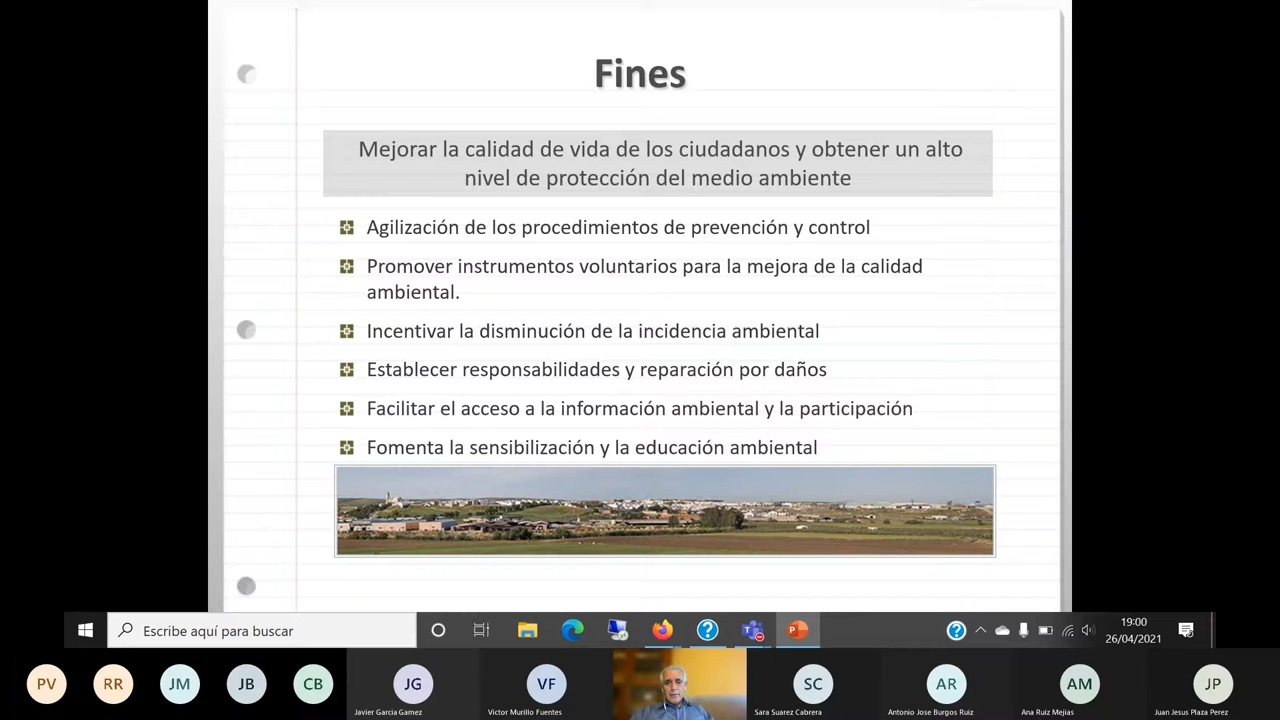 Fines
Mejorar la calidad de vida de los ciudadanos y obtener un alto
nivel de protección del medio ambiente
Agilización de los procedimientos de prevención y control
Promover instrumentos voluntarios para la mejora de la calidad
ambiental.
Incentivar la disminución de la incidencia ambiental
Establecer responsabilidades y reparación por daños
Facilitar el acceso a la información ambiental y la participación
Fomenta la sensibilización y la educación ambiental
Escribe aquí para buscar
19:00
26/04/2021
PV
RR
JM
JB
CB
JG
VF
SC
AR
AM
JP
Javier Garcia Gamez
Victor Murillo Fuentes
Sara Suarez Cabrera
Antonio Jose Burgos Ruiz
Ana Ruiz Mejias
Juan Jesus Plaza Perez